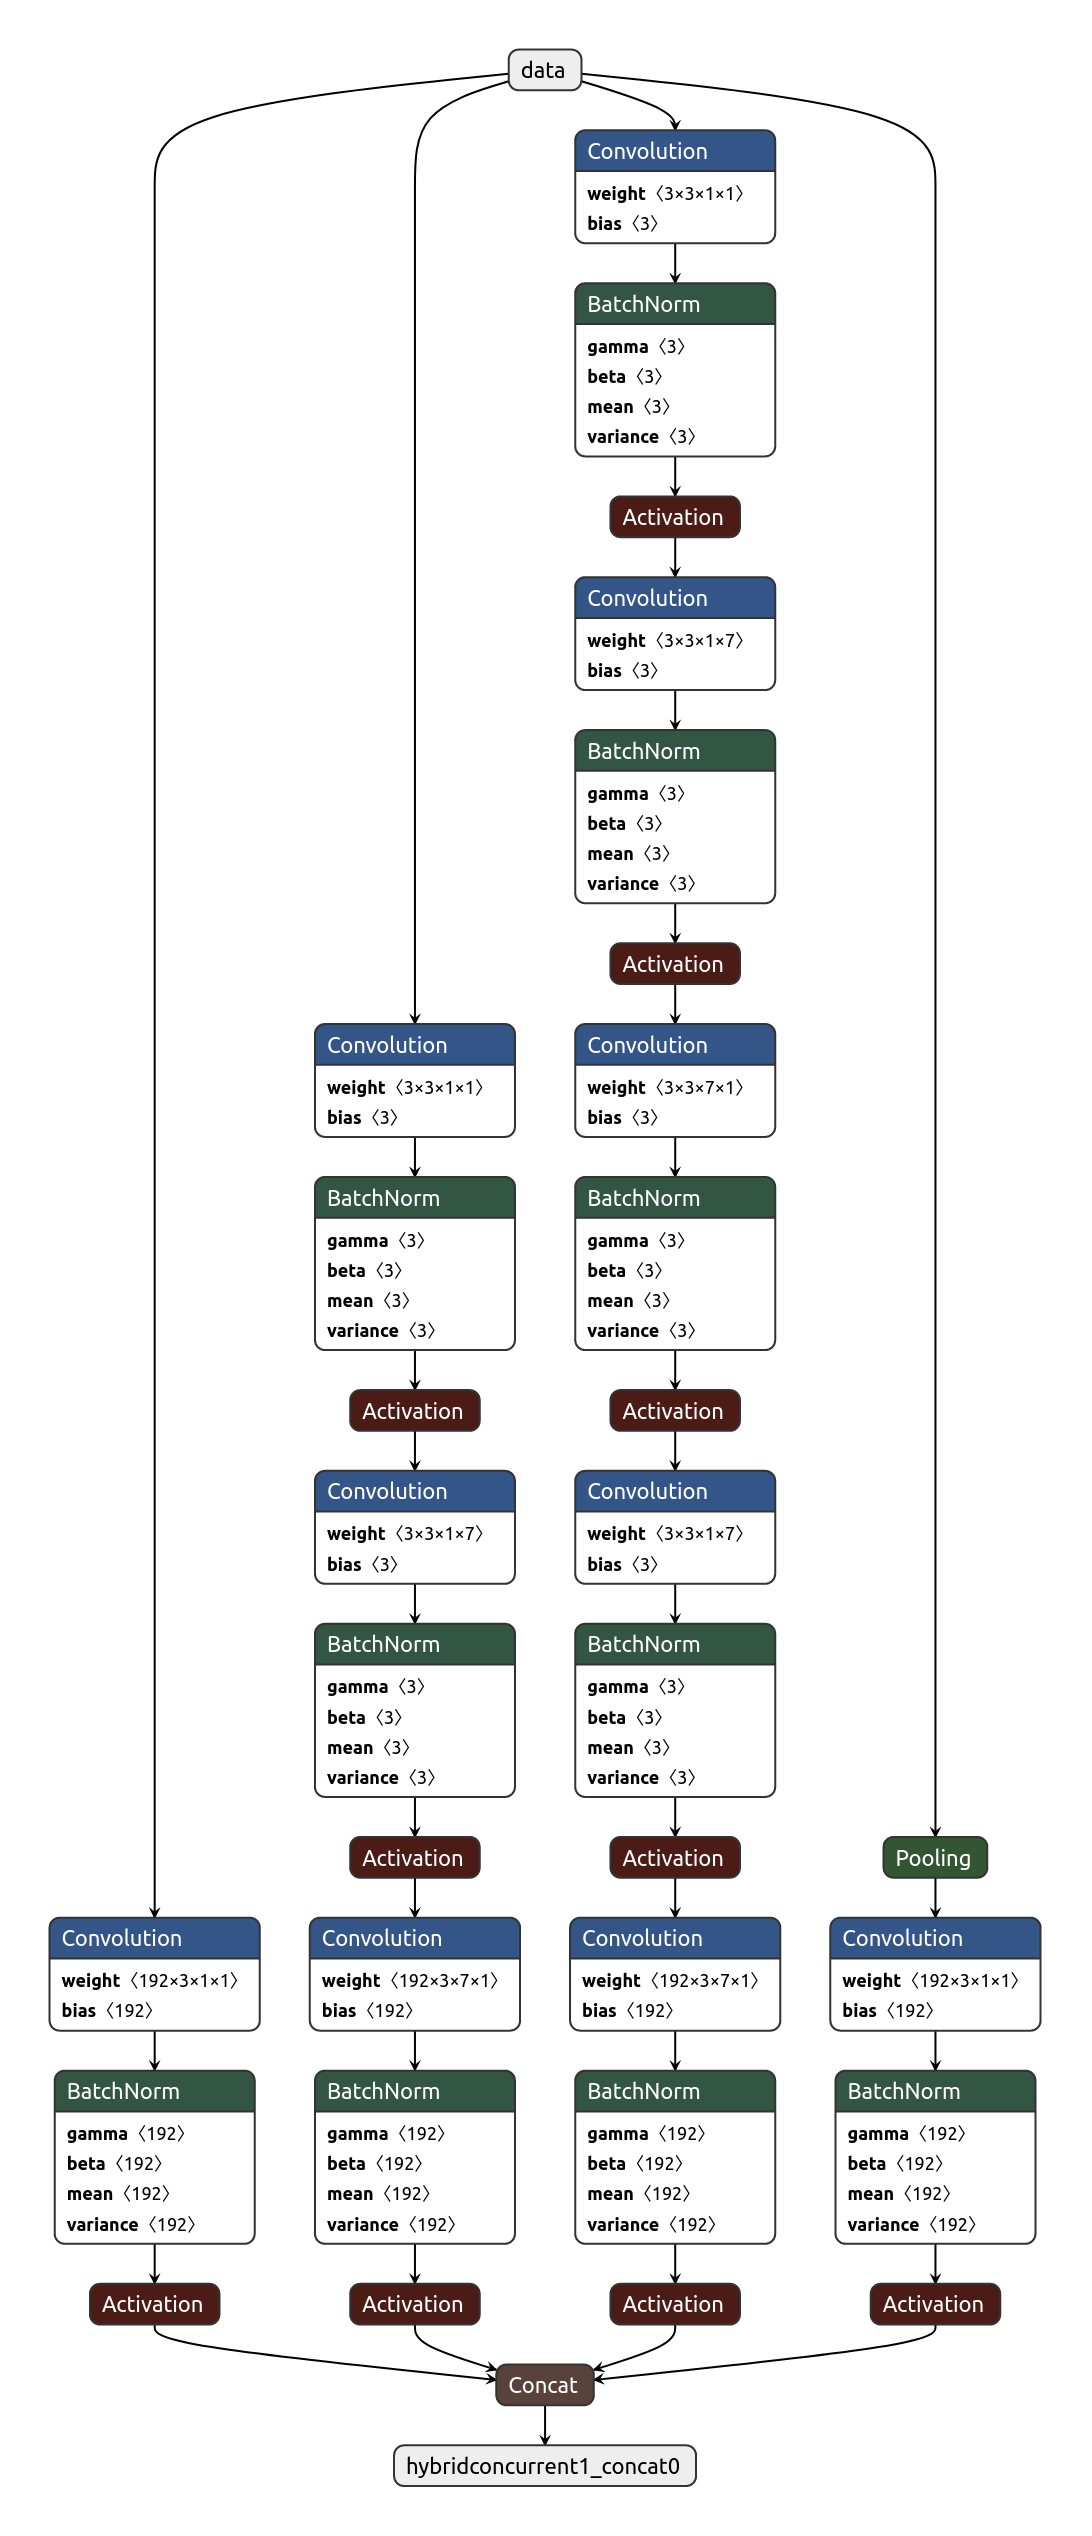 data
Convolution
weight〈3×3×1×1〉
bias〈3〉
BatchNorm
gamma〈3〉
beta〈3〉
mean〈3〉
variance〈3〉
Activation
Convolution
weight〈3×3×1×7〉
bias〈3〉
BatchNorm
gamma〈3〉
beta〈3〉
mean〈3〉
variance〈3〉
Activation
Convolution
weight〈3×3×1×1〉
bias〈3〉
BatchNorm
gamma〈3〉
beta〈3〉
mean〈3〉
variance〈3〉
Activation
Convolution
weight〈3×3×1×7〉
bias〈3〉
BatchNorm
gamma〈3〉
beta〈3〉
mean〈3〉
variance〈3〉
Activation
Convolution
weight〈3×3×7×1〉
bias〈3〉
BatchNorm
gamma〈3〉
beta〈3〉
mean〈3〉
variance〈3〉
Activation
Convolution
weight〈3×3×1×7〉
bias〈3〉
BatchNorm
gamma〈3〉
beta〈3〉
mean〈3〉
variance〈3〉
Activation
Pooling
Convolution
weight〈192×3×1×1〉
bias〈192〉
BatchNorm
gamma〈192〉
beta〈192〉
mean〈192〉
variance〈192〉
Activation
Convolution
weight〈192×3×7×1〉
bias〈192〉
BatchNorm
gamma〈192〉
beta〈192〉
mean〈192〉
variance〈192〉
Activation
Convolution
weight〈192×3×7×1〉
bias〈192〉
BatchNorm
gamma〈192〉
beta〈192〉
mean〈192〉
variance〈192〉
Activation
Convolution
weight〈192×3×1×1〉
bias〈192〉
BatchNorm
gamma〈192〉
beta〈192〉
mean〈192〉
variance〈192〉
Activation
Concat
hybridconcurrent1_concat0